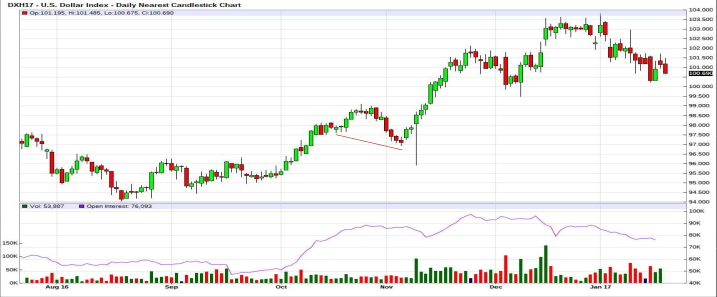 DXH17 - U.S. Dollar Index - Daily Nearest Candlestick Chart
Op:101.195, Hi:101.485, Lo:100.675, Cl:100.690
104.000
103.500
103.000
102.500
102.000
101.500
101.000
100.690
100.000
99.500
99.000
98.500
98.000
97.500
97.000
96.500
96.000
95.500
95.000
94.500
94.000
Vol: 53,807 Open Interest: 76,093
100K
90K
80K
70K
60K
50K
40K
150K
100K
50K
0K
Aug 16 Sep Oct Nov Dec Jan 17